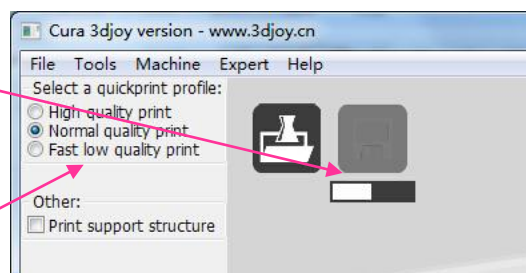 Cura 3djoy version - www.3djoy.cn
File Tools Machine Expert Help
Select a quickprint profile:
High quality print
Normal quality print
Fast low quality print
Other:
Print support structure